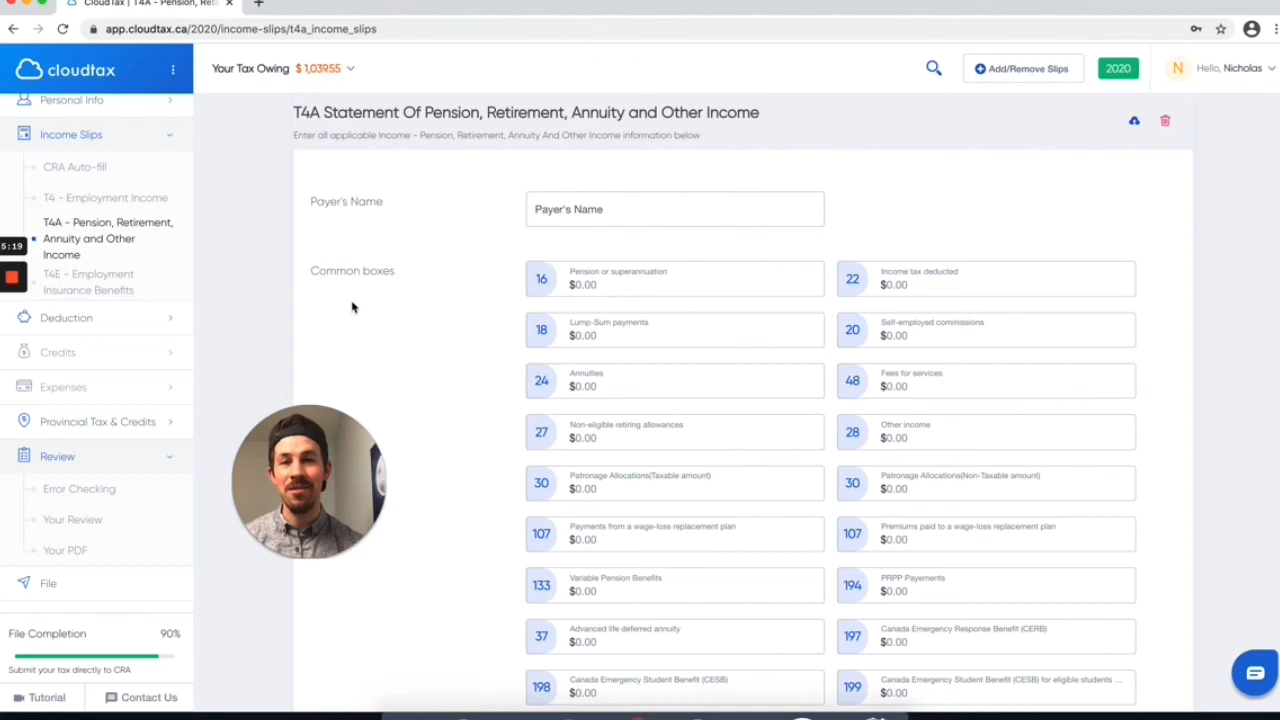 CloudTax | T4A - Pension, Reti
app.cloudtax.ca/2020/income-slips/t4a_income_slips
cloudtax
Your Tax Owing $ 1,039.55
Add/Remove Slips
2020
N
Hello, Nicholas
Personal Info
Income Slips
CRA Auto-fill
T4 - Employment Income
T4A - Pension, Retirement,
Annuity and Other
Income
T4E - Employment
Insurance Benefits
5:19
Deduction
Credits
Expenses
Provincial Tax & Credits
Review
Error Checking
Your Review
Your PDF
File
File Completion 90%
Submit your tax directly to CRA
Tutorial
Contact Us
T4A Statement Of Pension, Retirement, Annuity and Other Income
Enter all applicable Income - Pension, Retirement, Annuity And Other Income information below
Payer's Name
Payer's Name
Common boxes
16 Pension or superannuation
$0.00
22 Income tax deducted
$0.00
18 Lump-Sum payments
$0.00
20 Self-employed commissions
$0.00
24 Annuities
$0.00
48 Fees for services
$0.00
27 Non-eligible retiring allowances
$0.00
28 Other income
$0.00
30 Patronage Allocations(Taxable amount)
$0.00
30 Patronage Allocations(Non-Taxable amount)
$0.00
107 Payments from a wage-loss replacement plan
$0.00
107 Premiums paid to a wage-loss replacement plan
$0.00
133 Variable Pension Benefits
$0.00
194 PRPP Payements
$0.00
37 Advanced life deferred annuity
$0.00
197 Canada Emergency Response Benefit (CERB)
$0.00
198 Canada Emergency Student Benefit (CESB)
$0.00
199 Canada Emergency Student Benefit (CESB) for eligible students ...
$0.00